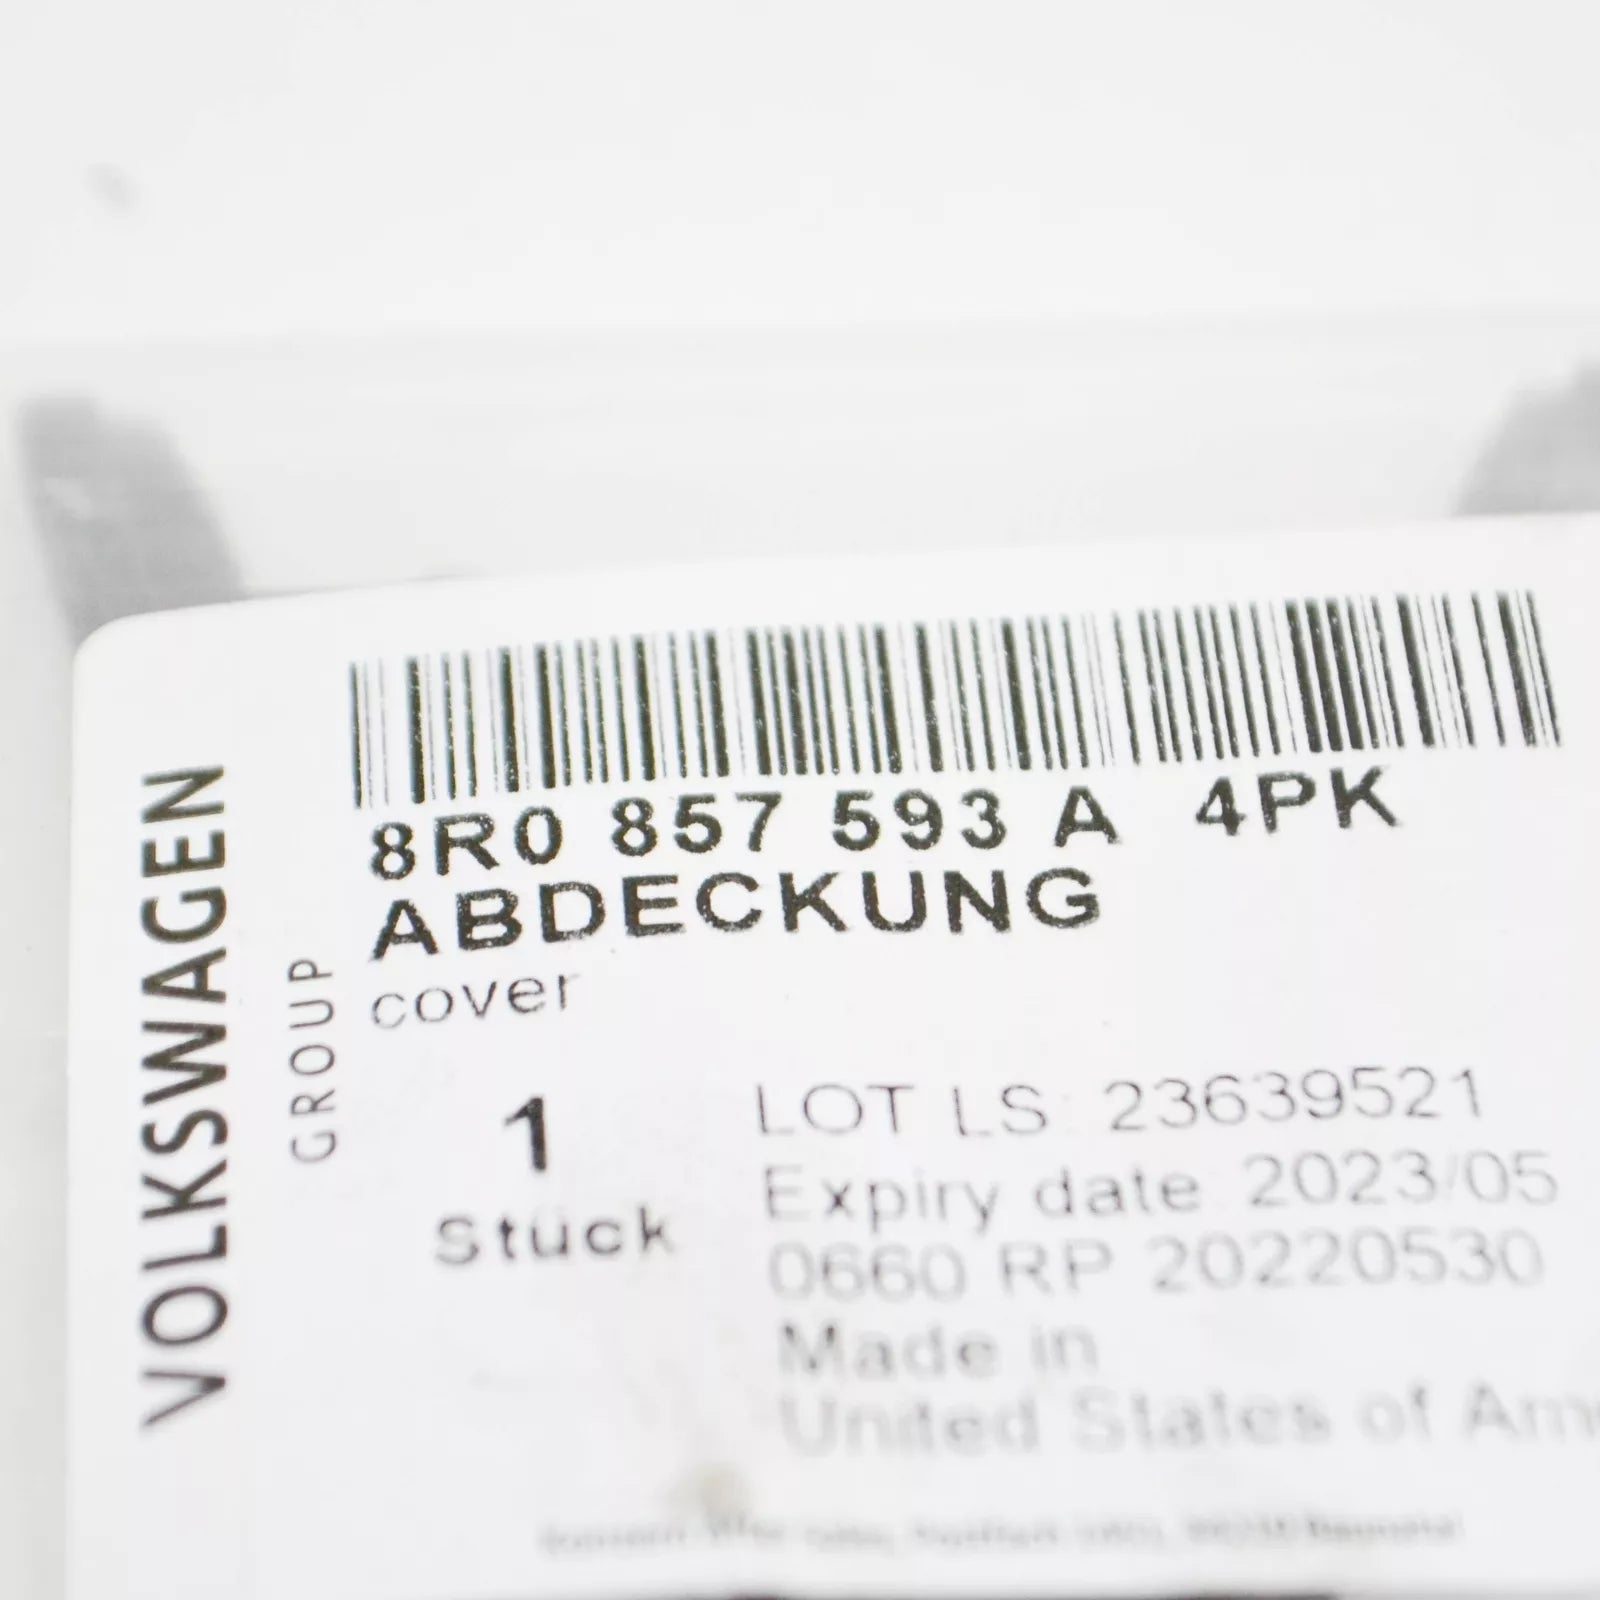 VOLKSWAGEN
GROUP
8R0 857 593 A 4PK
ABDECKUNG
cover
1
Stück
LOT LS: 23639521
Expiry date 2023/05
0660 RP 20220530
Made in
United States of Ame